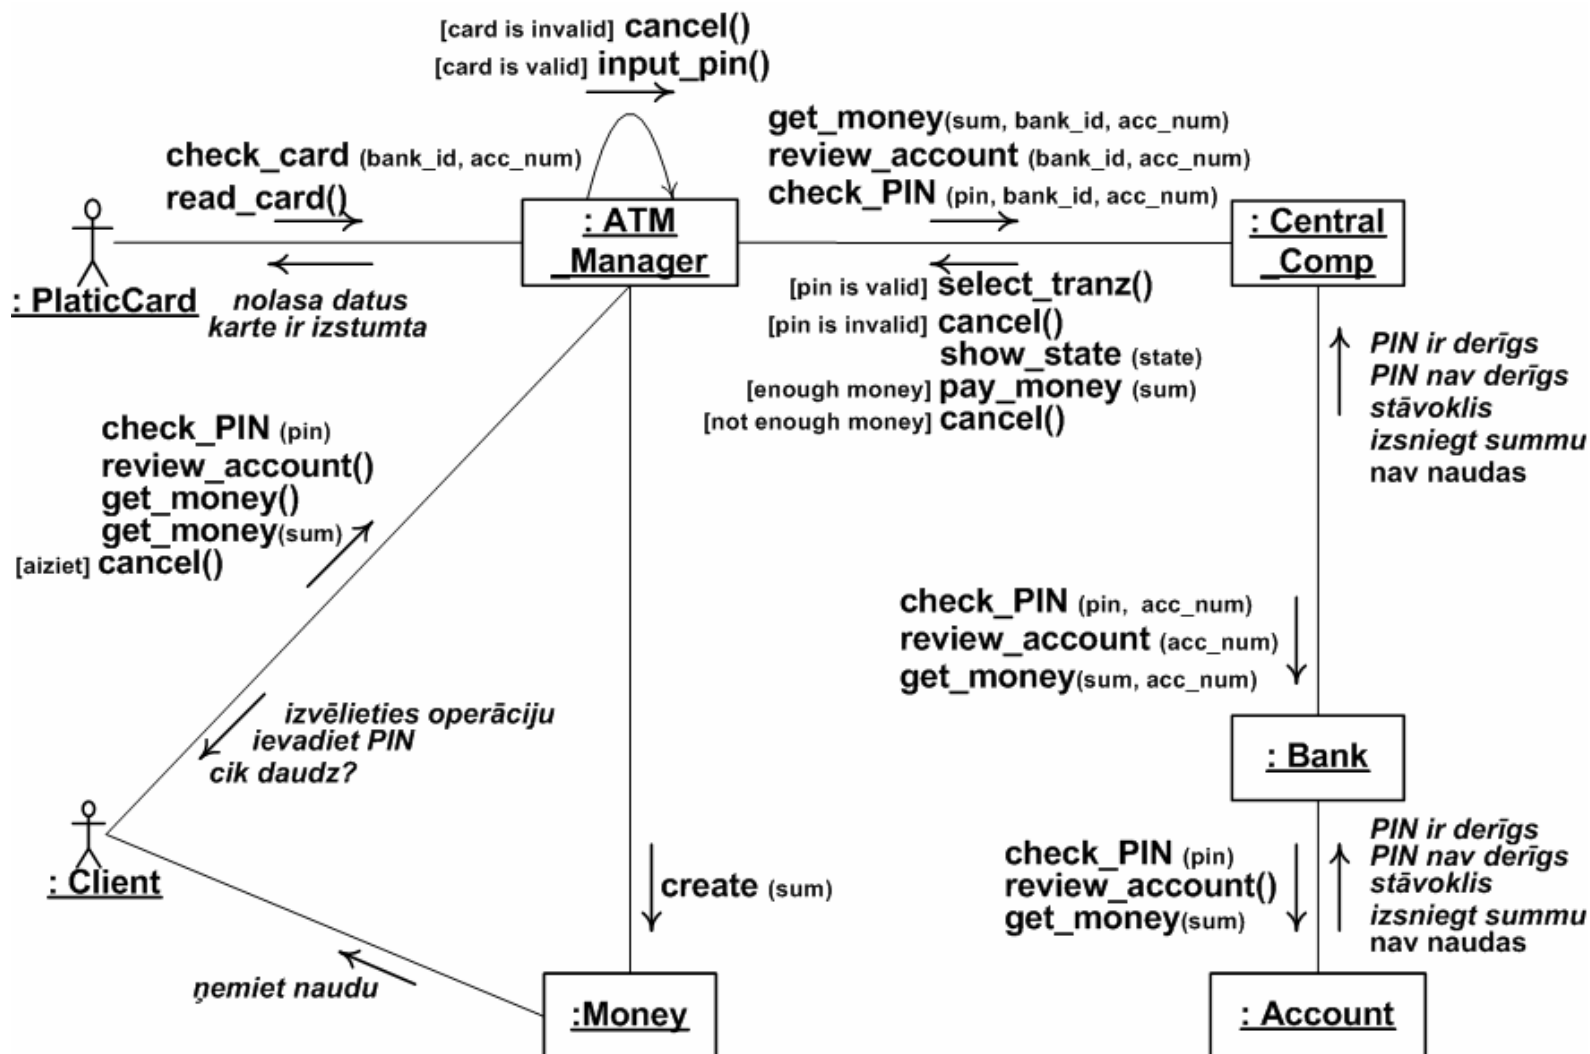 [card is invalid] cancel()
[card is valid] input_pin()
check_card (bank_id, acc_num)
read_card()
get_money(sum, bank_id, acc_num)
review_account (bank_id, acc_num)
check_PIN (pin, bank_id, acc_num)
: PlaticCard
: ATM
_Manager
: Central
_Comp
nolasa datus
karte ir izstumta
[pin is valid] select_tranz()
[pin is invalid] cancel()
show_state (state)
[enough money] pay_money (sum)
[not enough money] cancel()
PIN ir derīgs
PIN nav derīgs
stāvoklis
izsniegt summu
nav naudas
check_PIN (pin)
review_account()
get_money()
get_money(sum)
[aiziet] cancel()
check_PIN (pin, acc_num)
review_account (acc_num)
get_money(sum, acc_num)
izvēlieties operāciju
ievadiet PIN
cik daudz?
: Bank
: Client
create (sum)
check_PIN (pin)
review_account()
get_money(sum)
PIN ir derīgs
PIN nav derīgs
stāvoklis
izsniegt summu
nav naudas
ņemiet naudu
:Money
: Account